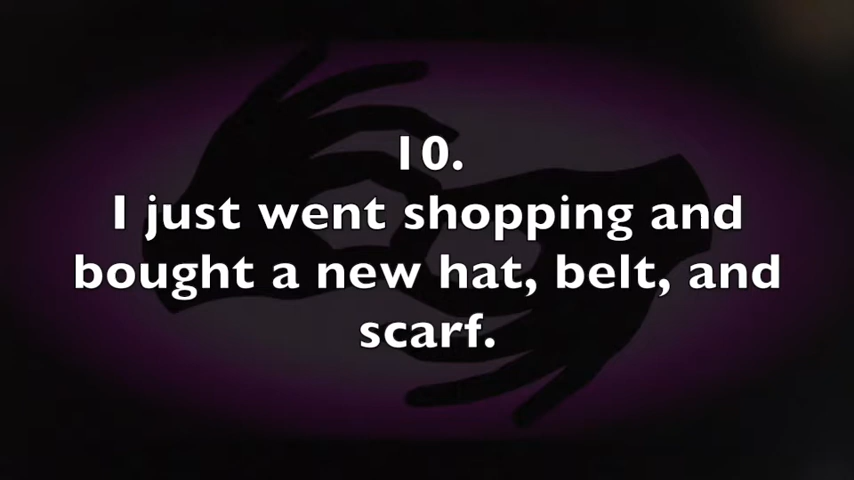 10.
I just went shopping and
bought a new hat, belt, and
scarf.